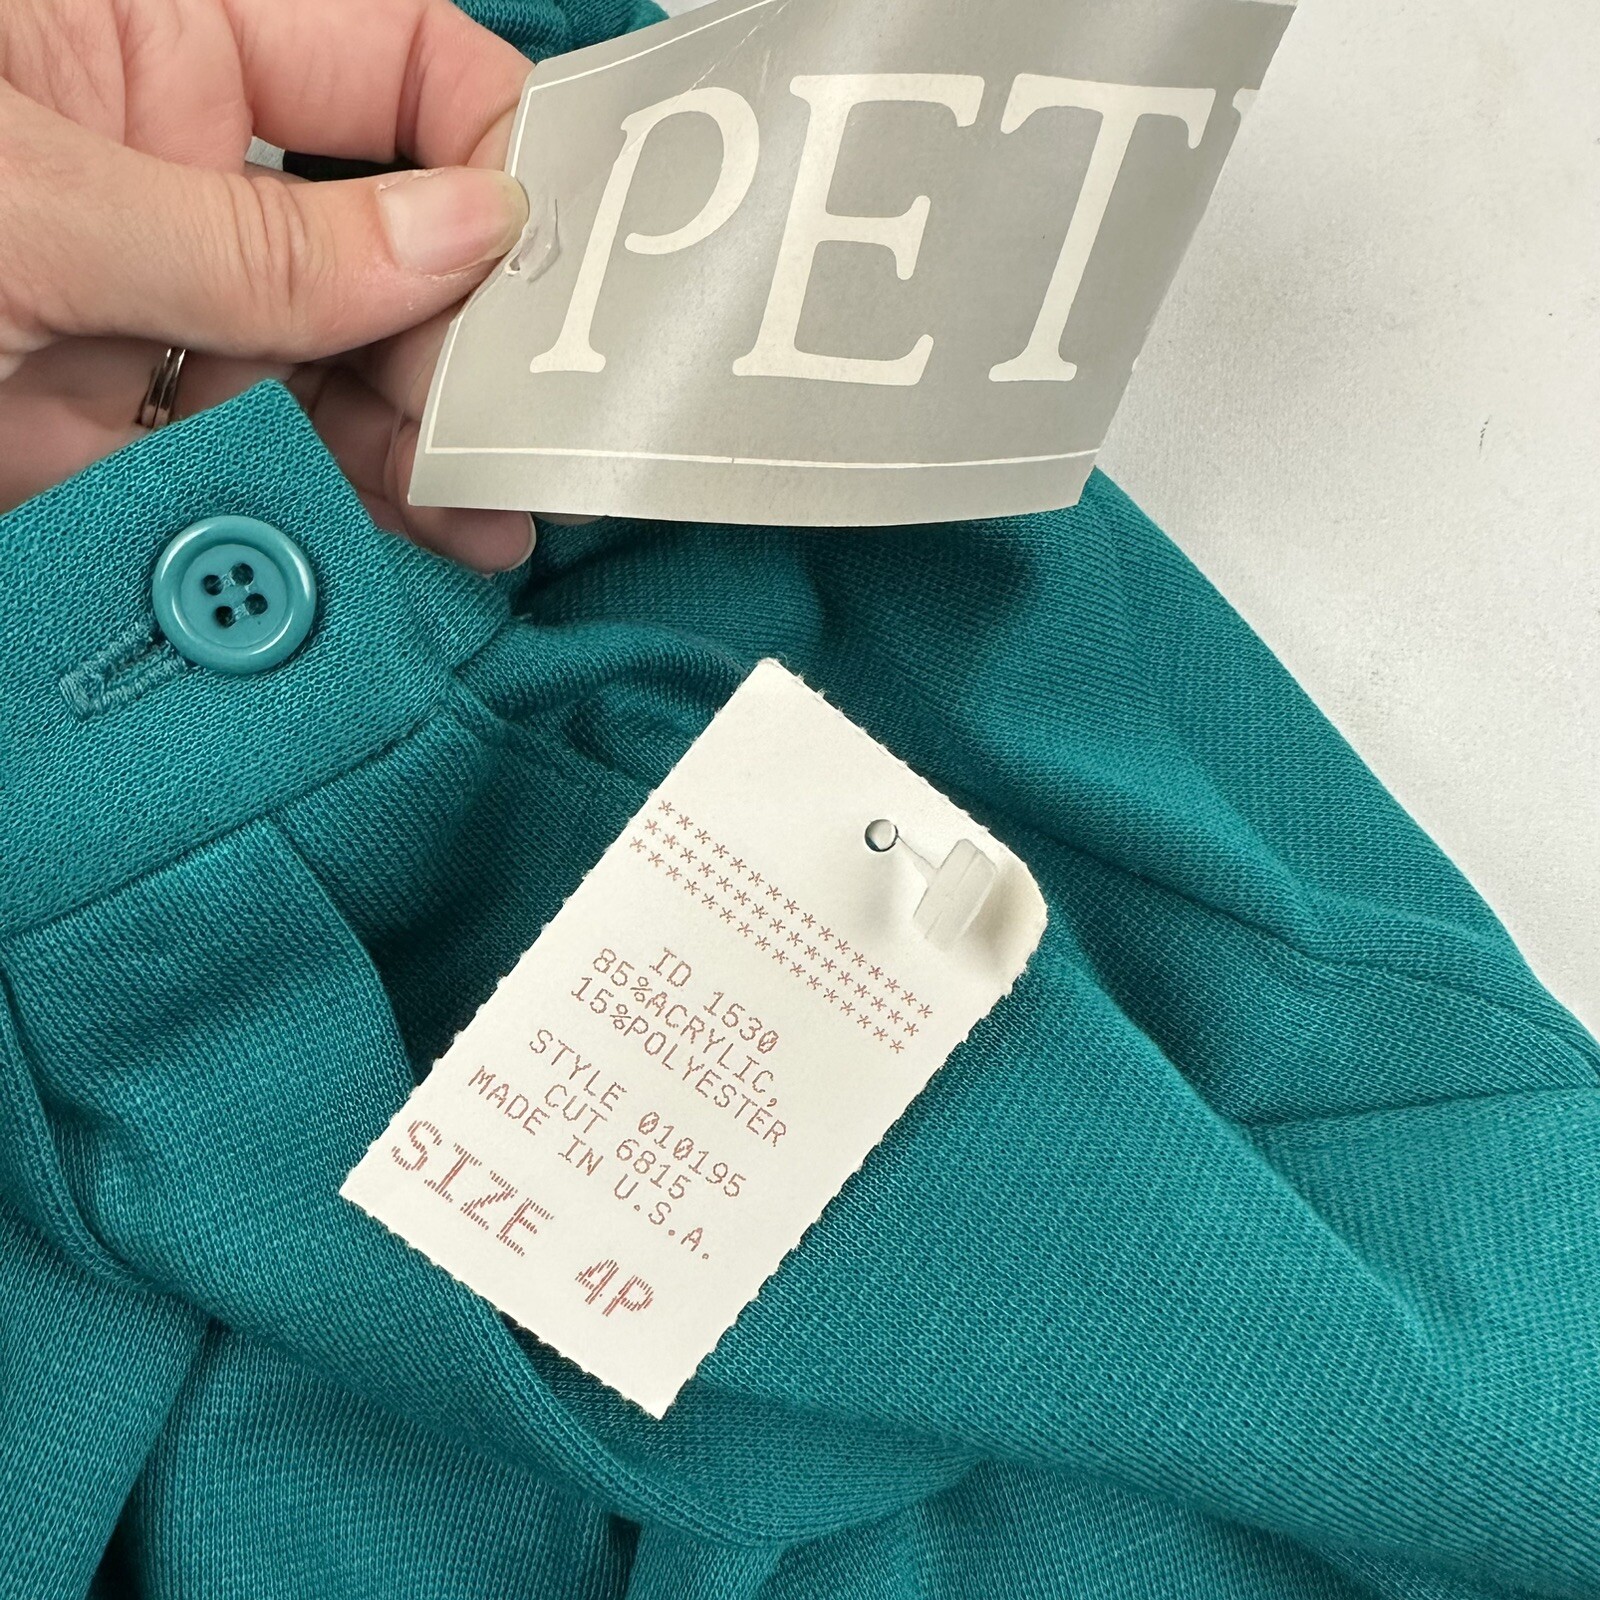 PET
************************
************************
************************
ID 1530
85%ACRYLIC,
15%POLYESTER
STYLE 010195
CUT 6815
MADE IN U.S.A.
SIZE 4P